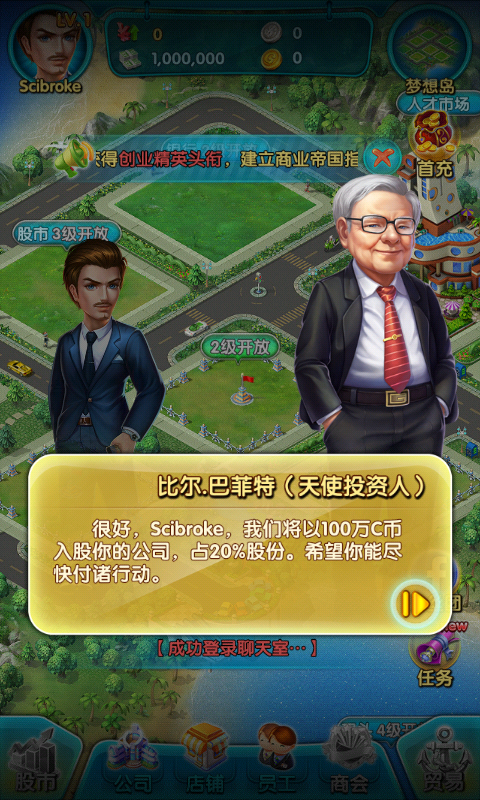 LV. 1
0
0
1,000,000
0
Scibroke
梦想岛
人才市场
首充
获得创业精英头衔，建立商业帝国指
股市 3级开放
2级开放
比尔.巴菲特（天使投资人）
很好，Scibroke，我们将以100万C币
入股你的公司，占20%股份。希望你能尽
快付诸行动。
【成功登录聊天室…】
任务
4级开
股市
公司
店铺
员工
商会
贸易